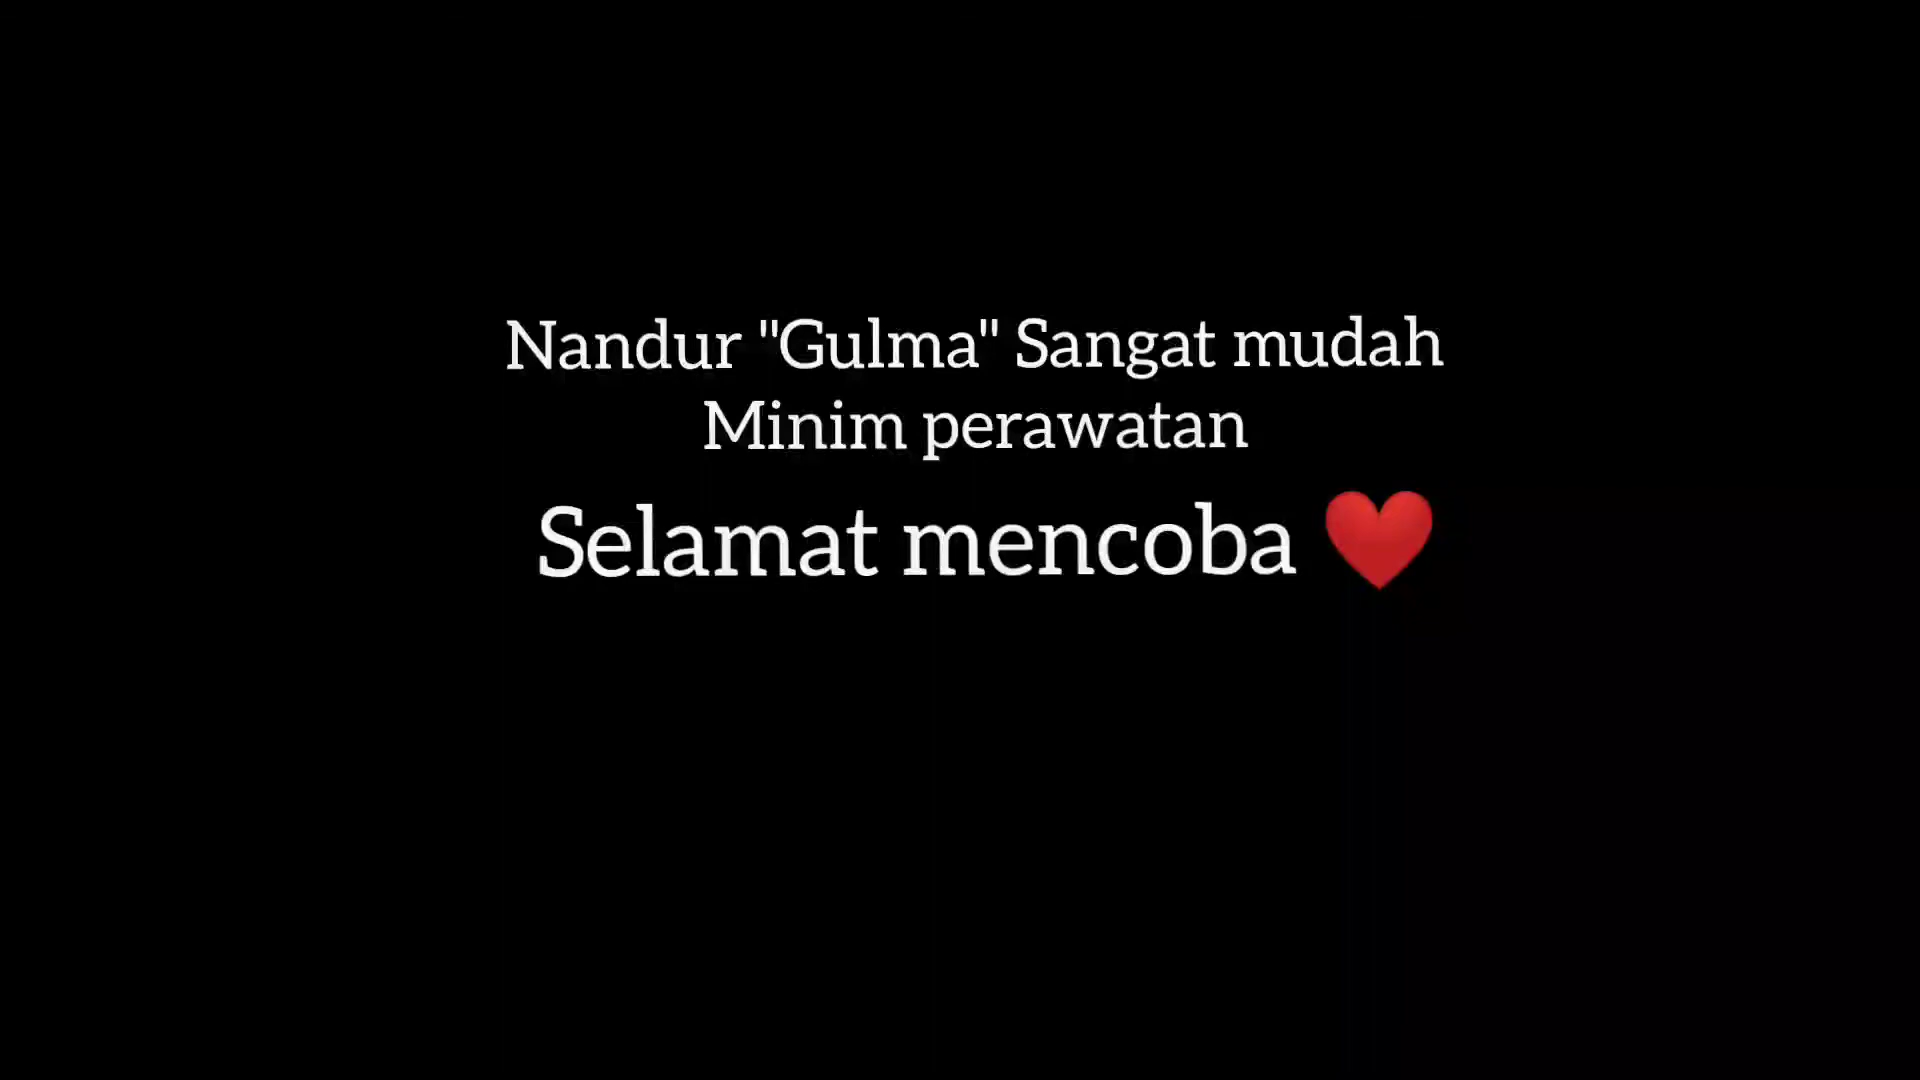 Nandur "Gulma" Sangat mudah
Minim perawatan
Selamat mencoba ❤️